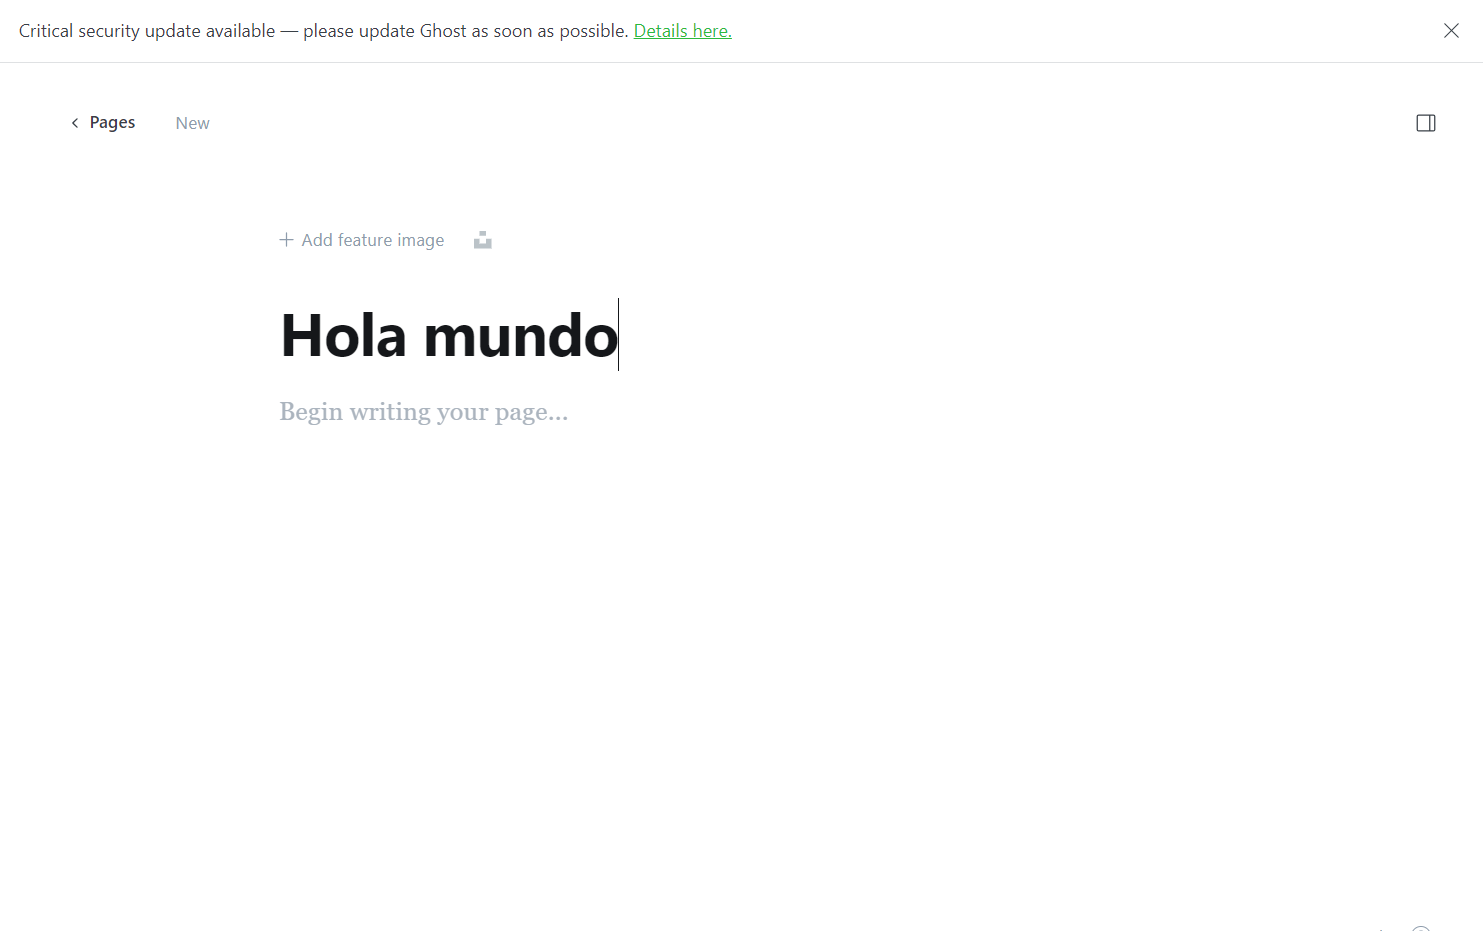 Critical security update available — please update Ghost as soon as possible. Details here.
Pages New
Add feature image
Hola mundo
Begin writing your page...